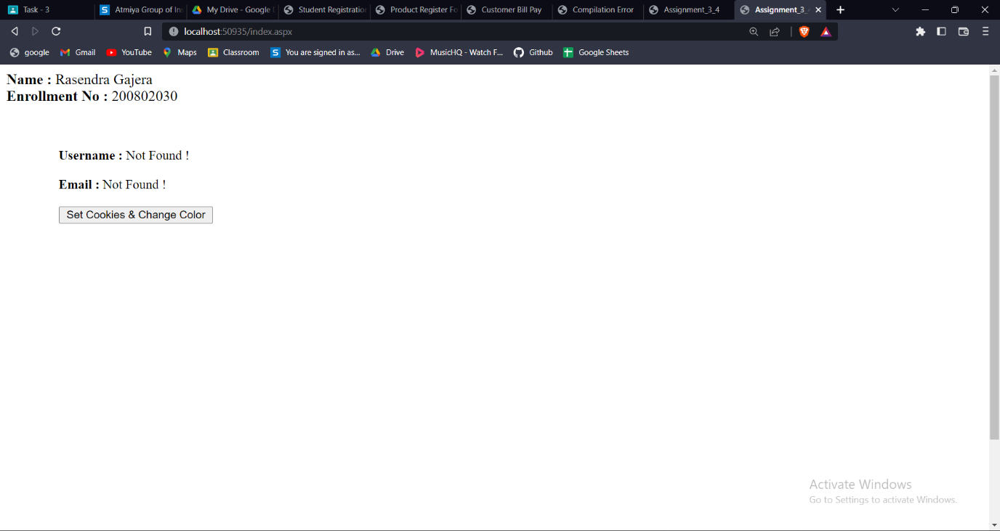 Task - 3
Atmiya Group of Ins
My Drive - Google D
Student Registration
Product Register Fo
Customer Bill Pay
Compilation Error
Assignment_3_4
Assignment_3_4
localhost:50935/index.aspx
google
Gmail
YouTube
Maps
Classroom
S You are signed in as...
Drive
MusicHQ - Watch F...
Github
Google Sheets
Name : Rasendra Gajera
Enrollment No : 200802030
Username : Not Found !
Email : Not Found !
Set Cookies & Change Color
Activate Windows
Go to Settings to activate Windows.